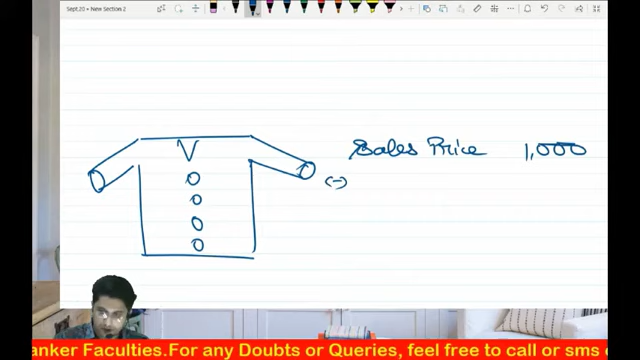 Sept.20 • New Section 2
V
Sales Price 1,000
(-)
anker Faculties.For any Doubts or Queries, feel free to call or sms o